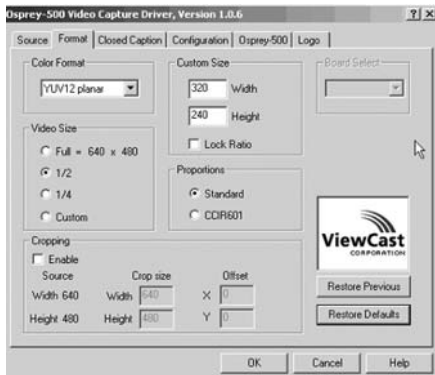 Osprey-500 Video Capture Driver, Version 1.0.6
? x
Source Format Closed Caption Configuration Osprey-500 Logo
Color Format
YUV12 planar
Custom Size
320 Width
240 Height
Lock Ratio
Board Select
Video Size
Full = 640 x 480
1/2
1/4
Custom
Proportions
Standard
CCIR601
ViewCast
CORPORATION
Cropping
Enable
Source Crop size Offset
Width 640 Width 640 X 0
Height 480 Height 480 Y 0
Restore Previous
Restore Defaults
OK Cancel Help